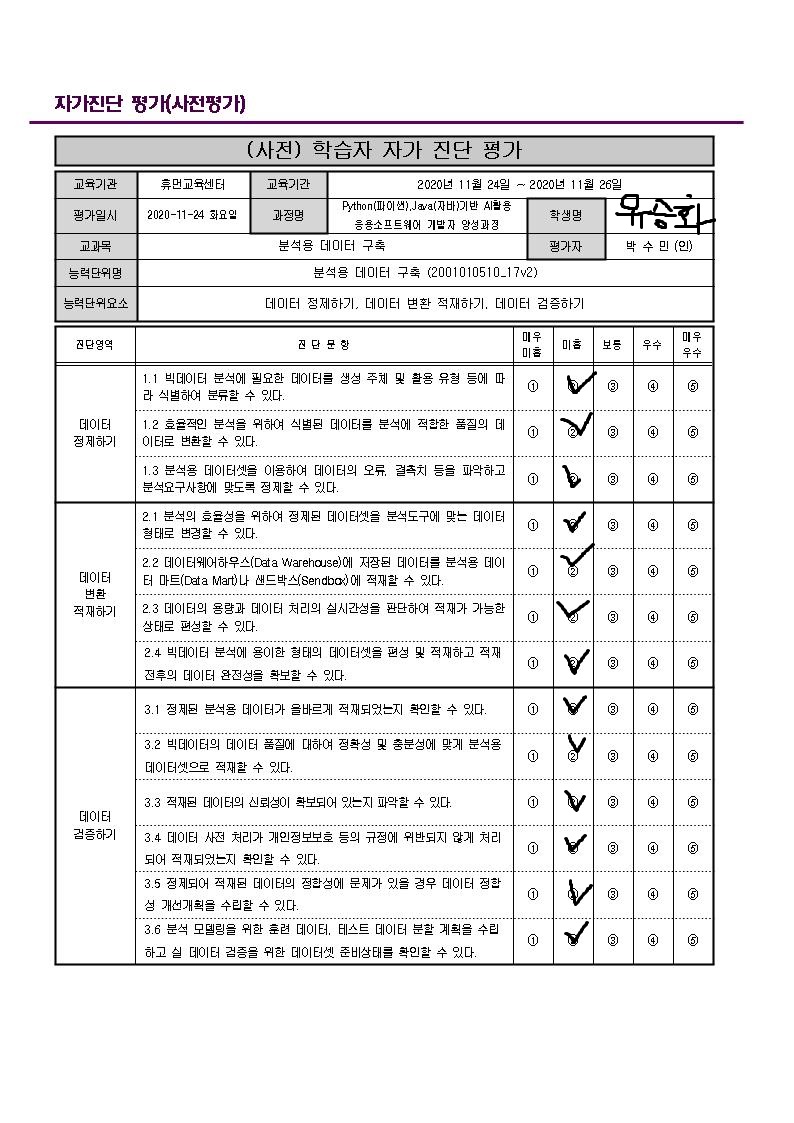 자가진단 평가(사전평가)
(사전) 학습자 자가 진단 평가
교육기관 휴먼교육센터 교육기간 2020년 11월 24일 ~ 2020년 11월 26일
평가일시 2020-11-24 화요일 과정명 Python(파이썬),Java(자바)기반 AI활용
응용소프트웨어 개발자 양성과정 학생명 유승희
교과목 분석용 데이터 구축 평가자 박 수 민 (인)
능력단위명 분석용 데이터 구축 (2001010510_17v2)
능력단위요소 데이터 정제하기, 데이터 변환 적재하기, 데이터 검증하기
진단영역 진 단 문 항 매우 미흡 미흡 보통 우수 매우 우수
데이터 정제하기
1.1 빅데이터 분석에 필요한 데이터를 생성 주체 및 활용 유형 등에 따
라 식별하여 분류할 수 있다. ① ② ③ ④ ⑤
1.2 효율적인 분석을 위하여 식별된 데이터를 분석에 적합한 품질의 데
이터로 변환할 수 있다. ① ② ③ ④ ⑤
1.3 분석용 데이터셋을 이용하여 데이터의 오류, 결측치 등을 파악하고
분석요구사항에 맞도록 정제할 수 있다. ① ② ③ ④ ⑤
데이터 변환 적재하기
2.1 분석의 효율성을 위하여 정제된 데이터셋을 분석도구에 맞는 데이터
형태로 변경할 수 있다. ① ② ③ ④ ⑤
2.2 데이터웨어하우스(Data Warehouse)에 저장된 데이터를 분석용 데이
터 마트(Data Mart)나 샌드박스(Sendbox)에 적재할 수 있다. ① ② ③ ④ ⑤
2.3 데이터의 용량과 데이터 처리의 실시간성을 판단하여 적재가 가능한
상태로 편성할 수 있다. ① ② ③ ④ ⑤
2.4 빅데이터 분석에 용이한 형태의 데이터셋을 편성 및 적재하고 적재
전후의 데이터 완전성을 확보할 수 있다. ① ② ③ ④ ⑤
데이터 검증하기
3.1 정제된 분석용 데이터가 올바르게 적재되었는지 확인할 수 있다. ① ② ③ ④ ⑤
3.2 빅데이터의 데이터 품질에 대하여 정확성 및 충분성에 맞게 분석용
데이터셋으로 적재할 수 있다. ① ② ③ ④ ⑤
3.3 적재된 데이터의 신뢰성이 확보되어 있는지 파악할 수 있다. ① ② ③ ④ ⑤
3.4 데이터 사전 처리가 개인정보보호 등의 규정에 위반되지 않게 처리
되어 적재되었는지 확인할 수 있다. ① ② ③ ④ ⑤
3.5 정제되어 적재된 데이터의 정합성에 문제가 있을 경우 데이터 정합
성 개선계획을 수립할 수 있다. ① ② ③ ④ ⑤
3.6 분석 모델링을 위한 훈련 데이터, 테스트 데이터 분할 계획을 수립
하고 실 데이터 검증을 위한 데이터셋 준비상태를 확인할 수 있다. ① ② ③ ④ ⑤